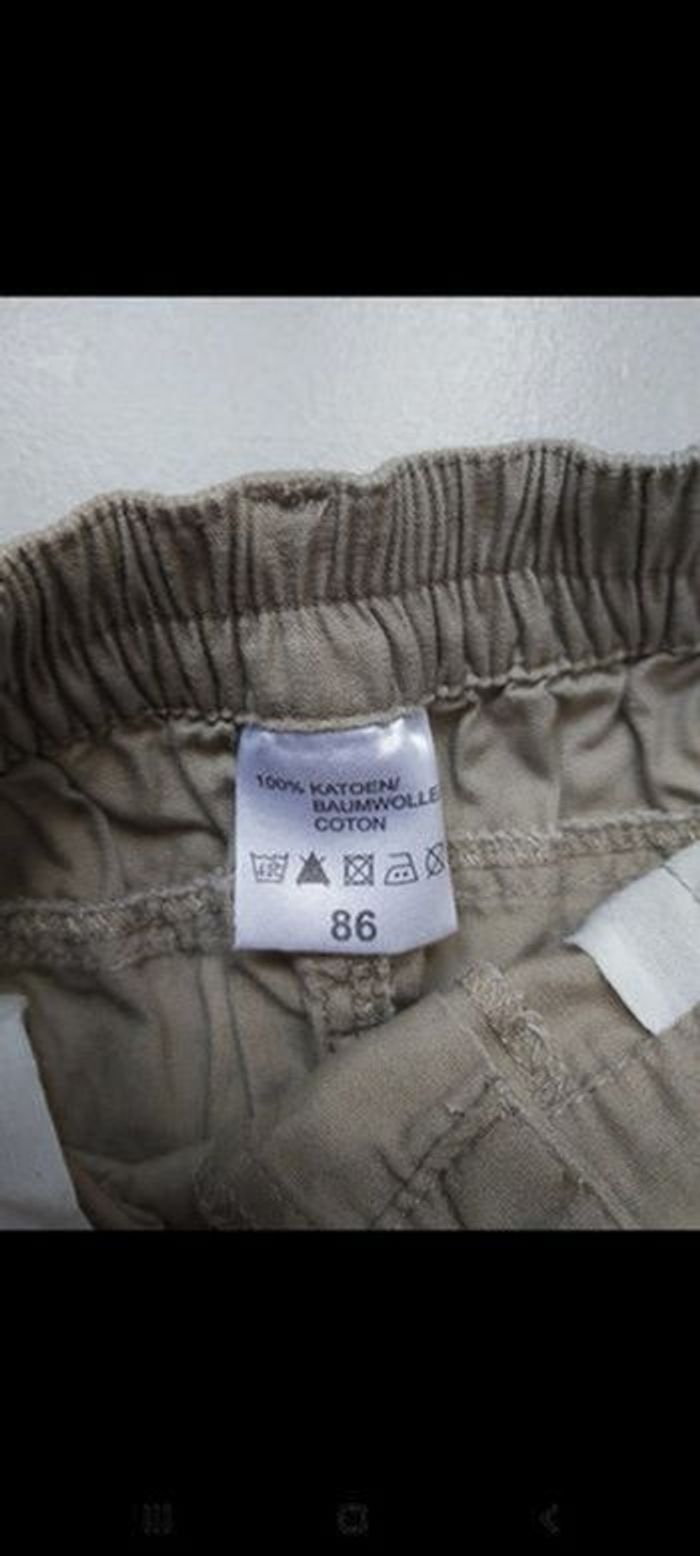 100% KATOEN/
BAUMWOLLE
COTON
86